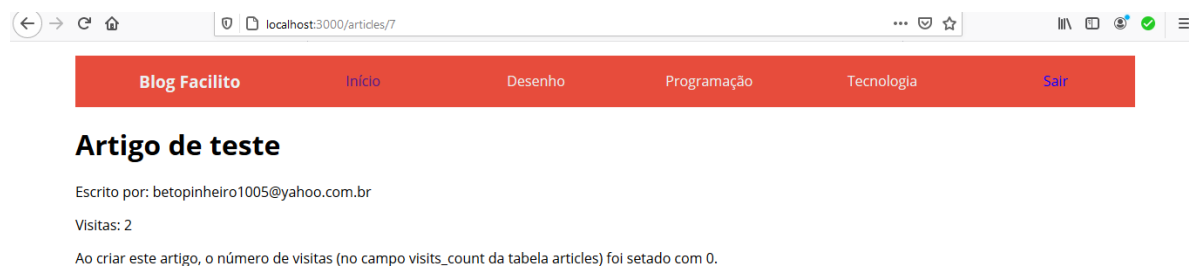 localhost:3000/articles/7
Blog Facilito Início Desenho Programação Tecnologia Sair
Artigo de teste
Escrito por: betopinheiro1005@yahoo.com.br
Visitas: 2
Ao criar este artigo, o número de visitas (no campo visits_count da tabela articles) foi setado com 0.